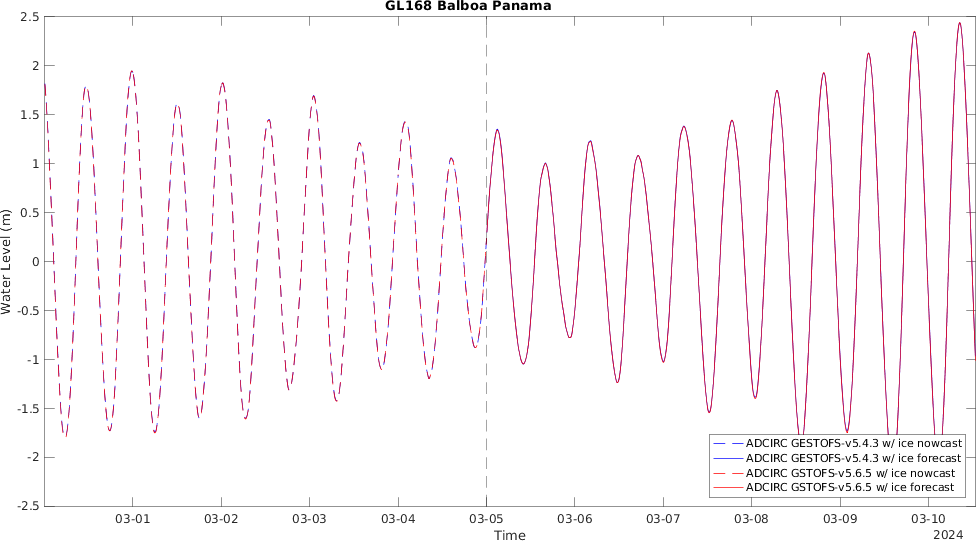 GL168 Balboa Panama
2.5
2
1.5
1
0.5
0
-0.5
-1
-1.5
-2
-2.5
Water Level (m)
ADCIRC GESTOFS-v5.4.3 w/ ice nowcast
ADCIRC GESTOFS-v5.4.3 w/ ice forecast
ADCIRC GSTOFS-v5.6.5 w/ ice nowcast
ADCIRC GSTOFS-v5.6.5 w/ ice forecast
03-01 03-02 03-03 03-04 03-05 03-06 03-07 03-08 03-09 03-10
Time
2024